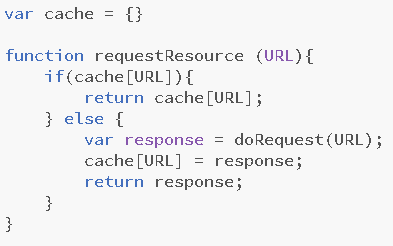 var cache = {}
function requestResource (URL){
    if(cache[URL]){
        return cache[URL];
    } else {
        var response = doRequest(URL);
        cache[URL] = response;
        return response;
    }
}